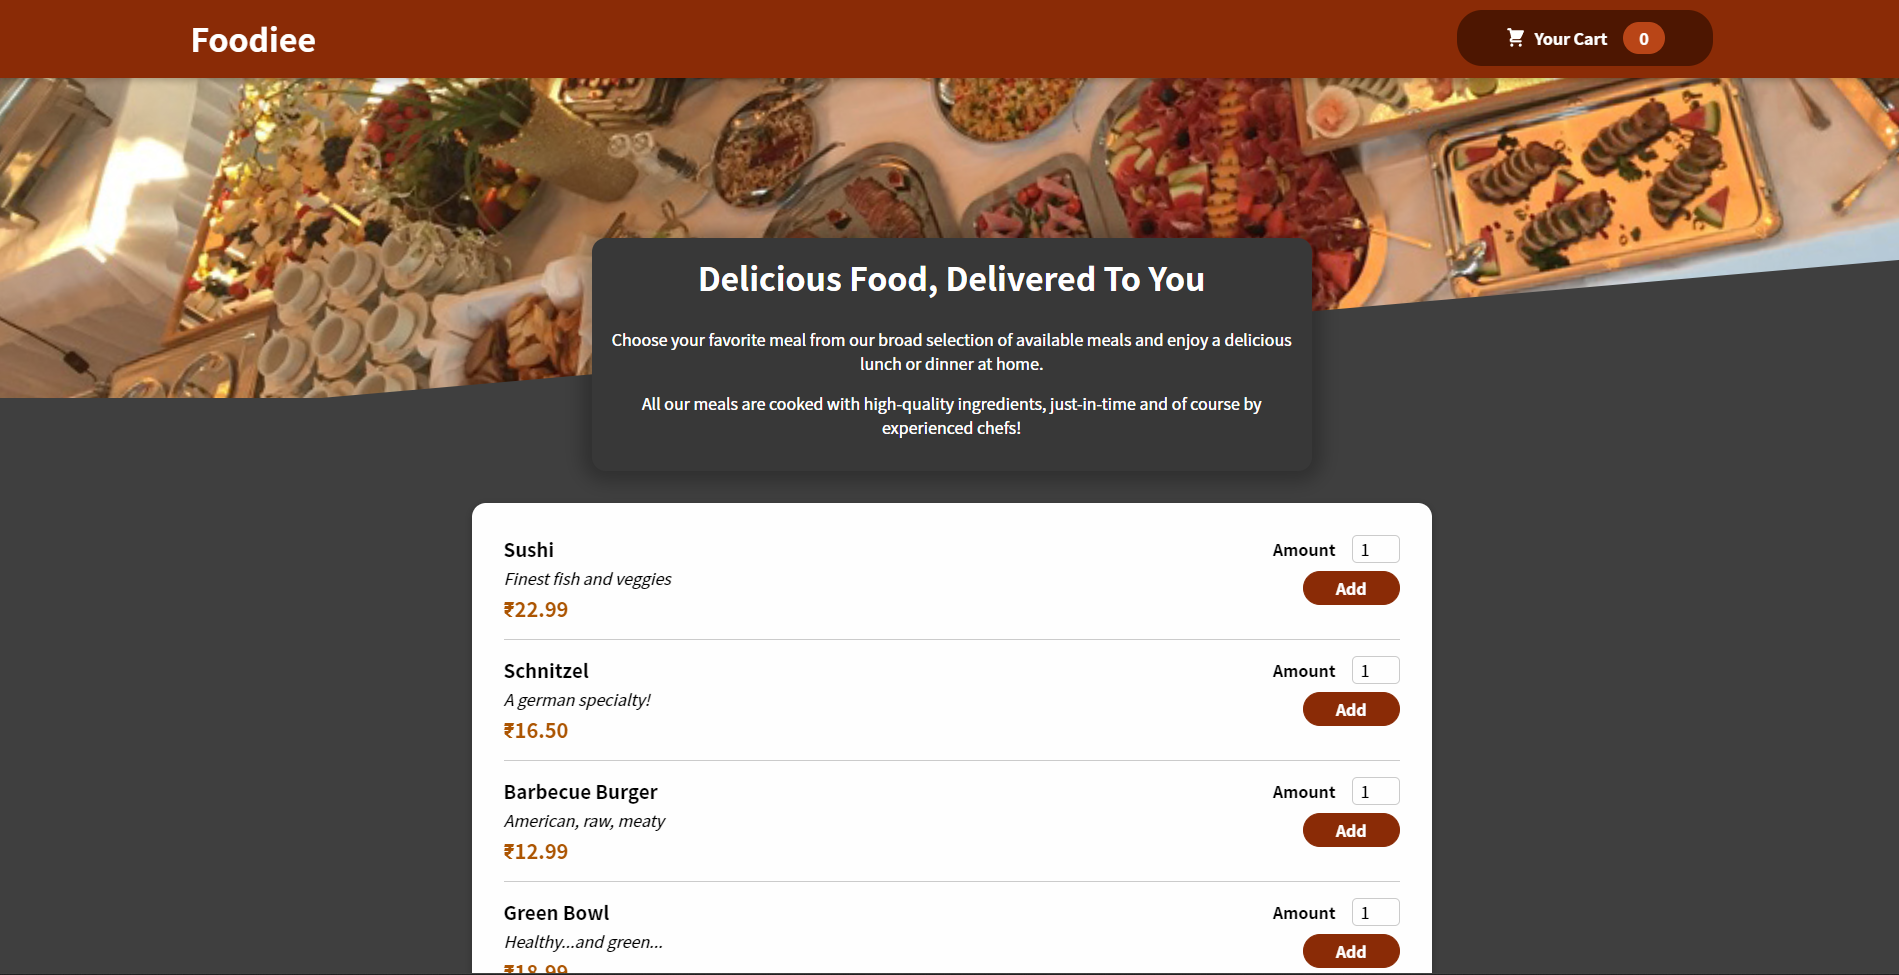 Foodiee
Your Cart 0
Delicious Food, Delivered To You
Choose your favorite meal from our broad selection of available meals and enjoy a delicious
lunch or dinner at home.
All our meals are cooked with high-quality ingredients, just-in-time and of course by
experienced chefs!
Sushi
Finest fish and veggies
₹22.99
Amount 1
Add
Schnitzel
A german specialty!
₹16.50
Amount 1
Add
Barbecue Burger
American, raw, meaty
₹12.99
Amount 1
Add
Green Bowl
Healthy...and green...
₹18.99
Amount 1
Add